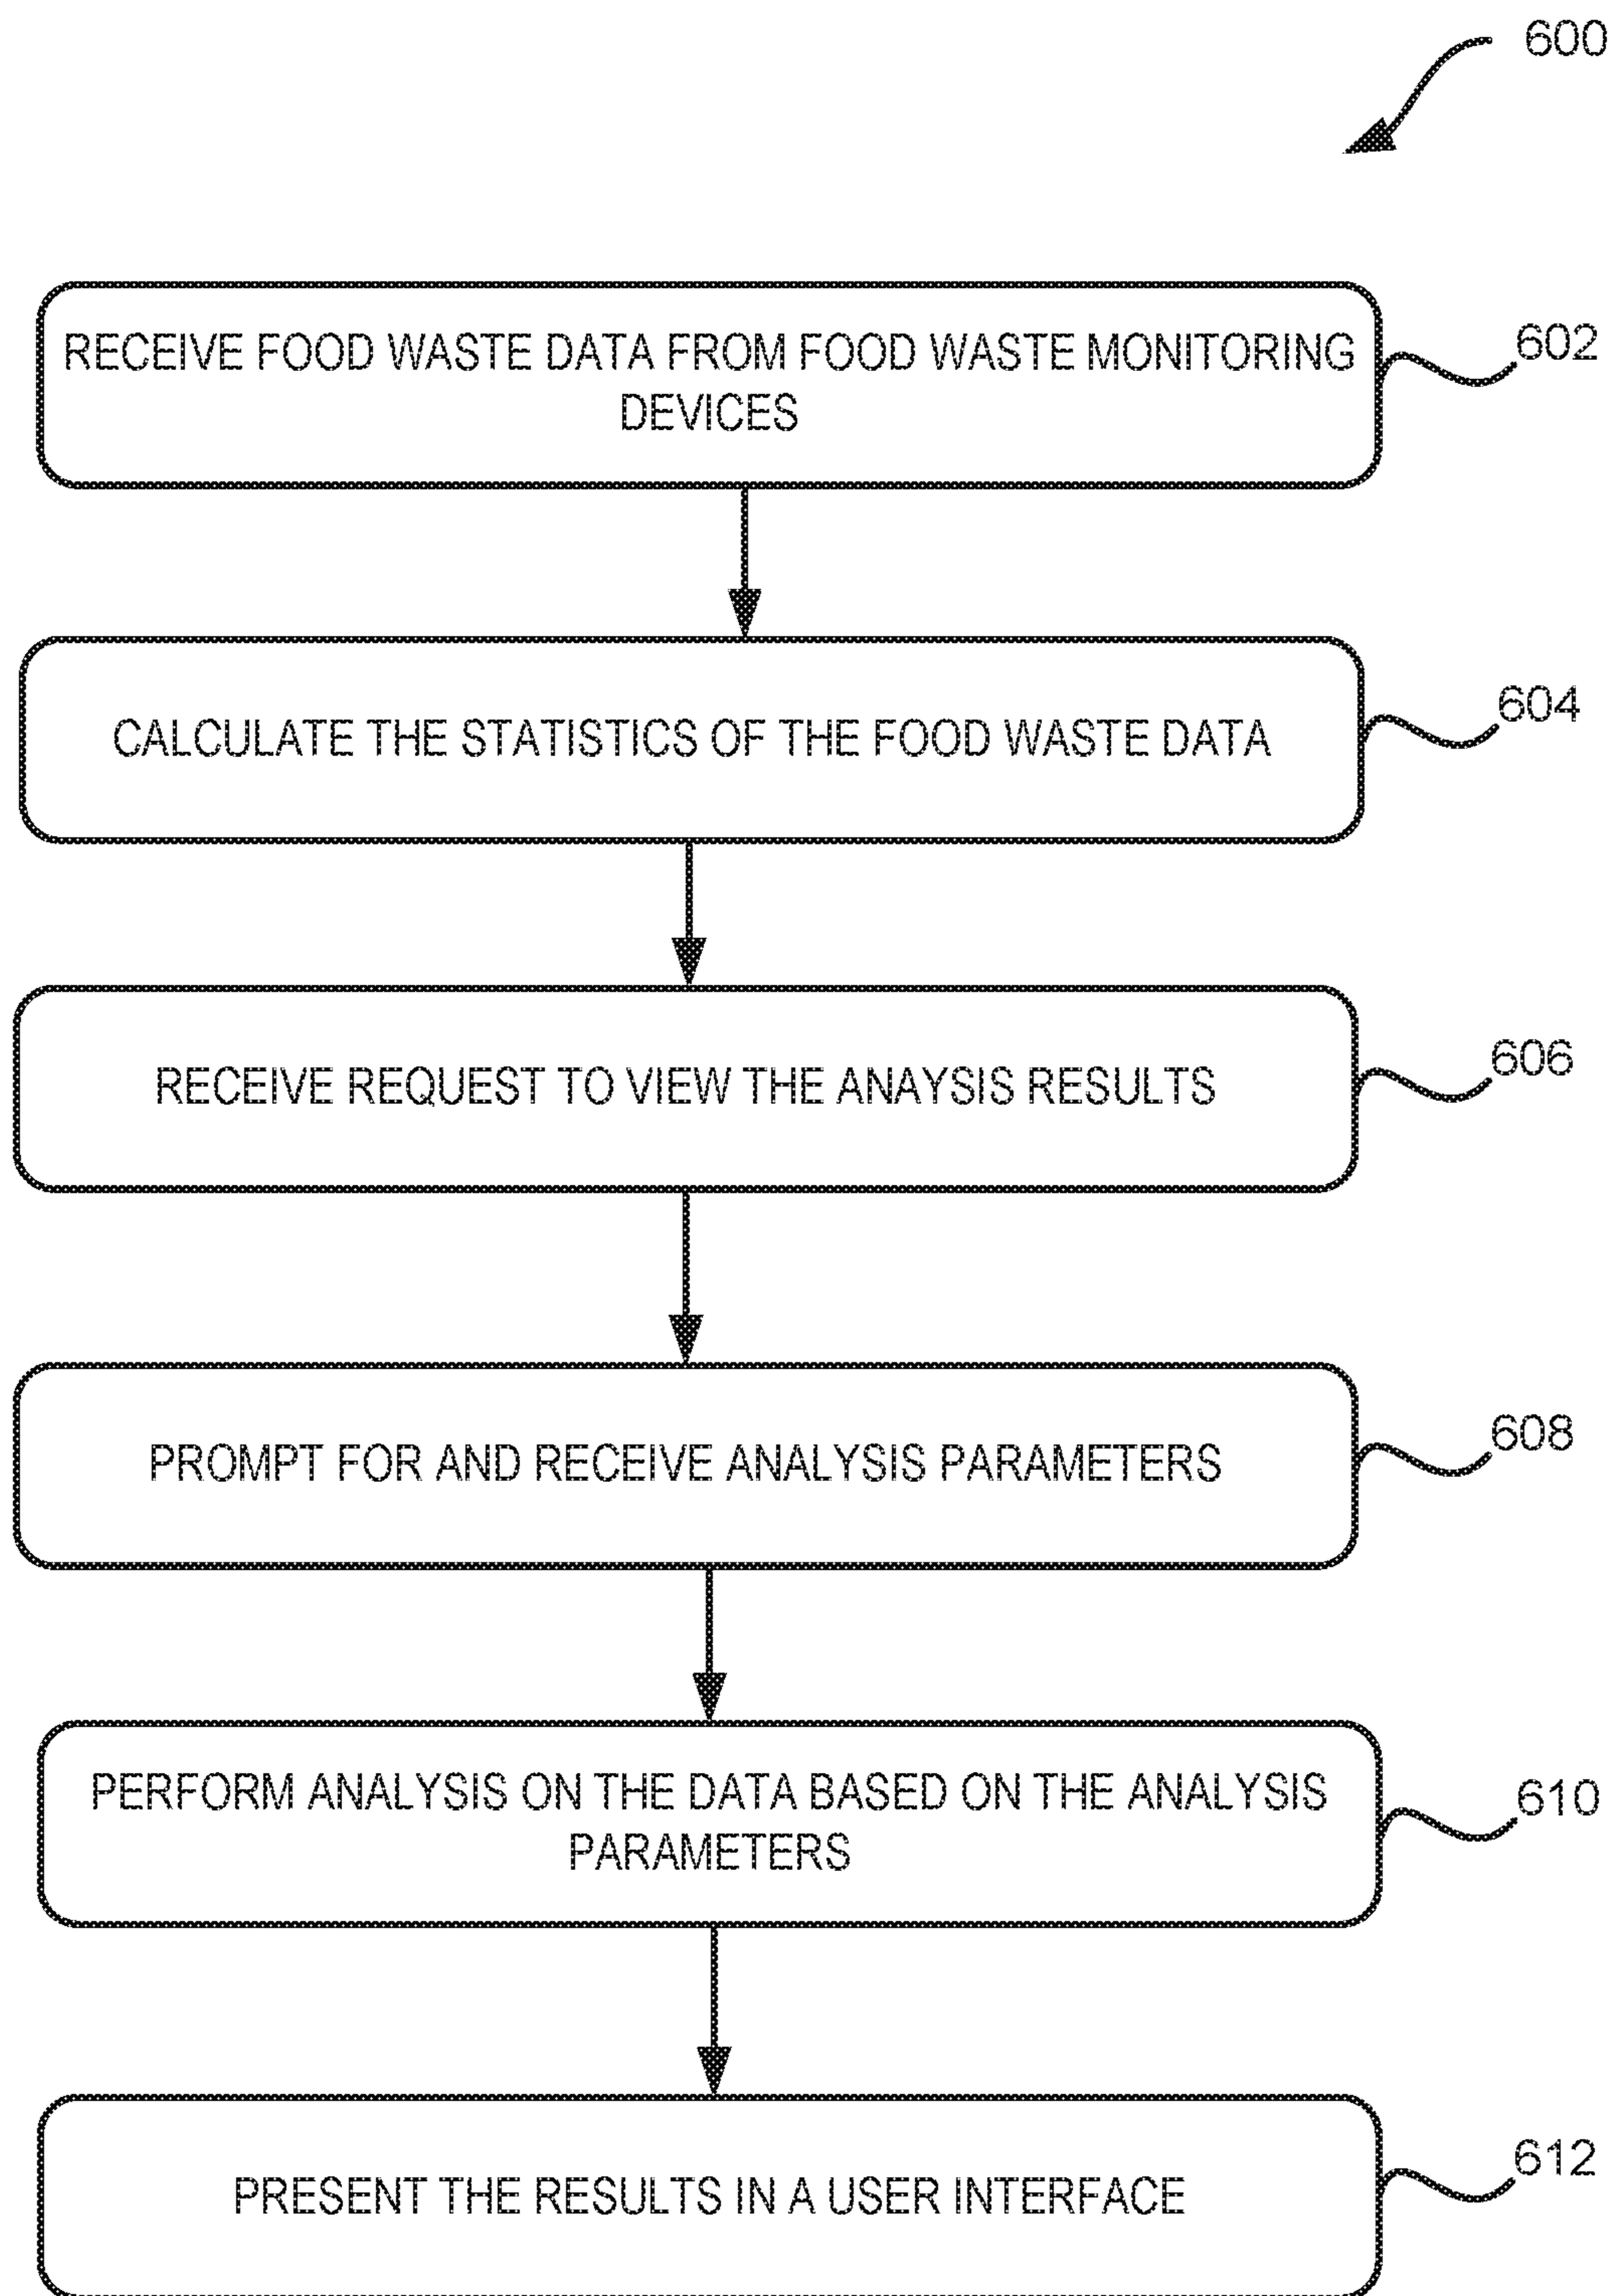 600
RECEIVE FOOD WASTE DATA FROM FOOD WASTE MONITORING
DEVICES
602
CALCULATE THE STATISTICS OF THE FOOD WASTE DATA
604
RECEIVE REQUEST TO VIEW THE ANAYSIS RESULTS
606
PROMPT FOR AND RECEIVE ANALYSIS PARAMETERS
608
PERFORM ANALYSIS ON THE DATA BASED ON THE ANALYSIS
PARAMETERS
610
PRESENT THE RESULTS IN A USER INTERFACE
612